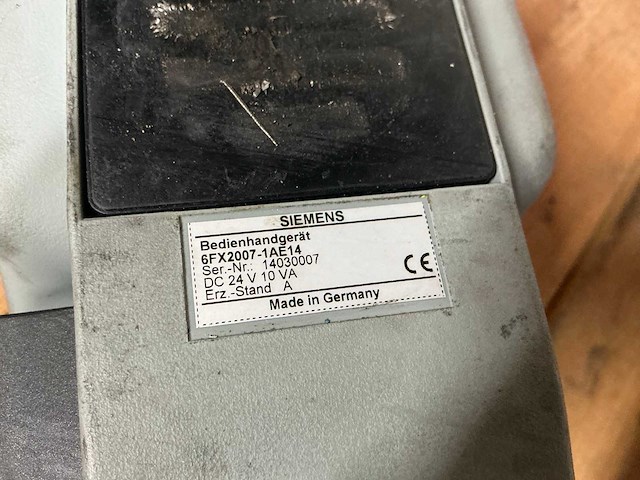 SIEMENS
Bedienhandgerät
6FX2007-1AE14
Ser.-Nr.: 14030007
DC 24 V 10 VA
Erz.-Stand A
CE
Made in Germany